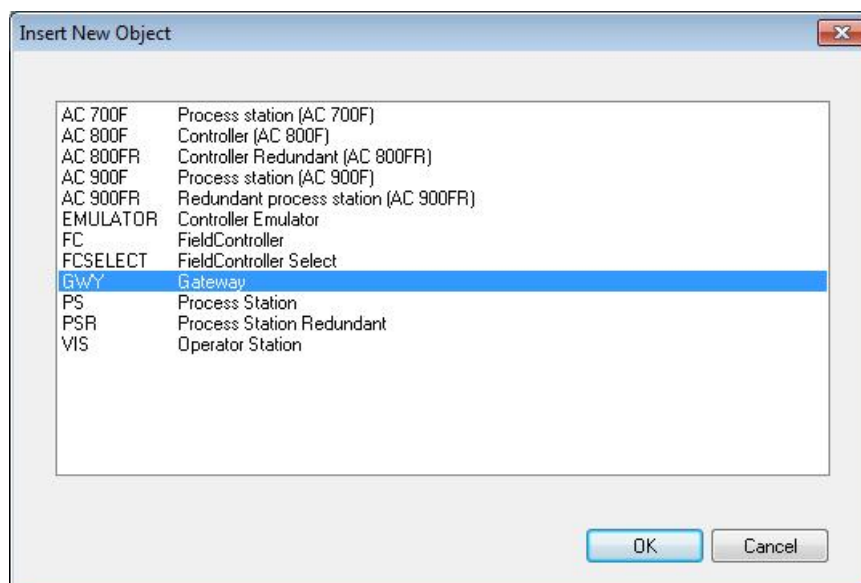 Insert New Object
AC 700F Process station (AC 700F)
AC 800F Controller (AC 800F)
AC 800FR Controller Redundant (AC 800FR)
AC 900F Process station (AC 900F)
AC 900FR Redundant process station (AC 900FR)
EMULATOR Controller Emulator
FC FieldController
FCSELECT FieldController Select
GWY Gateway
PS Process Station
PSR Process Station Redundant
VIS Operator Station
OK Cancel